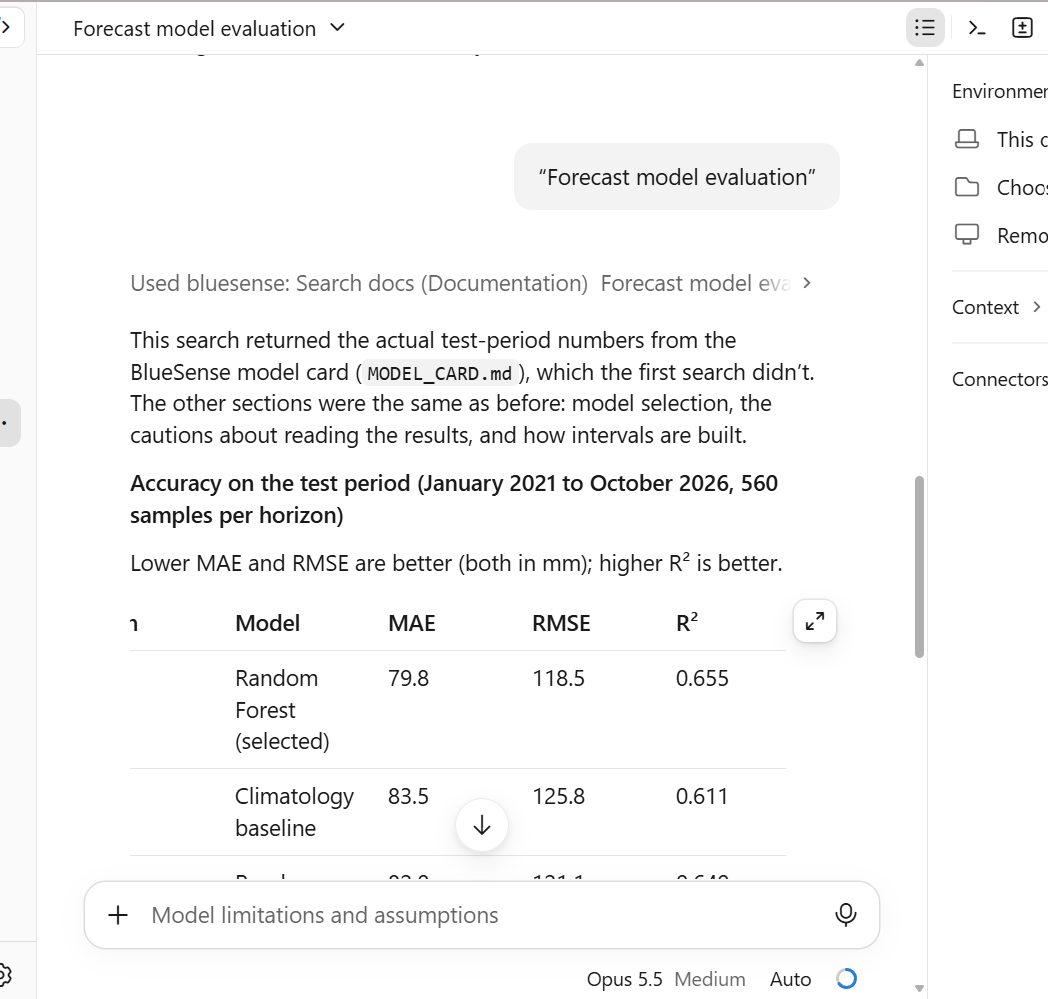 Forecast model evaluation
“Forecast model evaluation”
Used bluesense: Search docs (Documentation) Forecast model eva
This search returned the actual test-period numbers from the
BlueSense model card ( MODEL_CARD.md ), which the first search didn’t.
The other sections were the same as before: model selection, the
cautions about reading the results, and how intervals are built.
Accuracy on the test period (January 2021 to October 2026, 560
samples per horizon)
Lower MAE and RMSE are better (both in mm); higher R² is better.
n Model MAE RMSE R²
Random 79.8 118.5 0.655
Forest
(selected)
Climatology 83.5 125.8 0.611
baseline
Model limitations and assumptions
Opus 5.5 Medium Auto
Environmen
This c
Choos
Remo
Context
Connectors